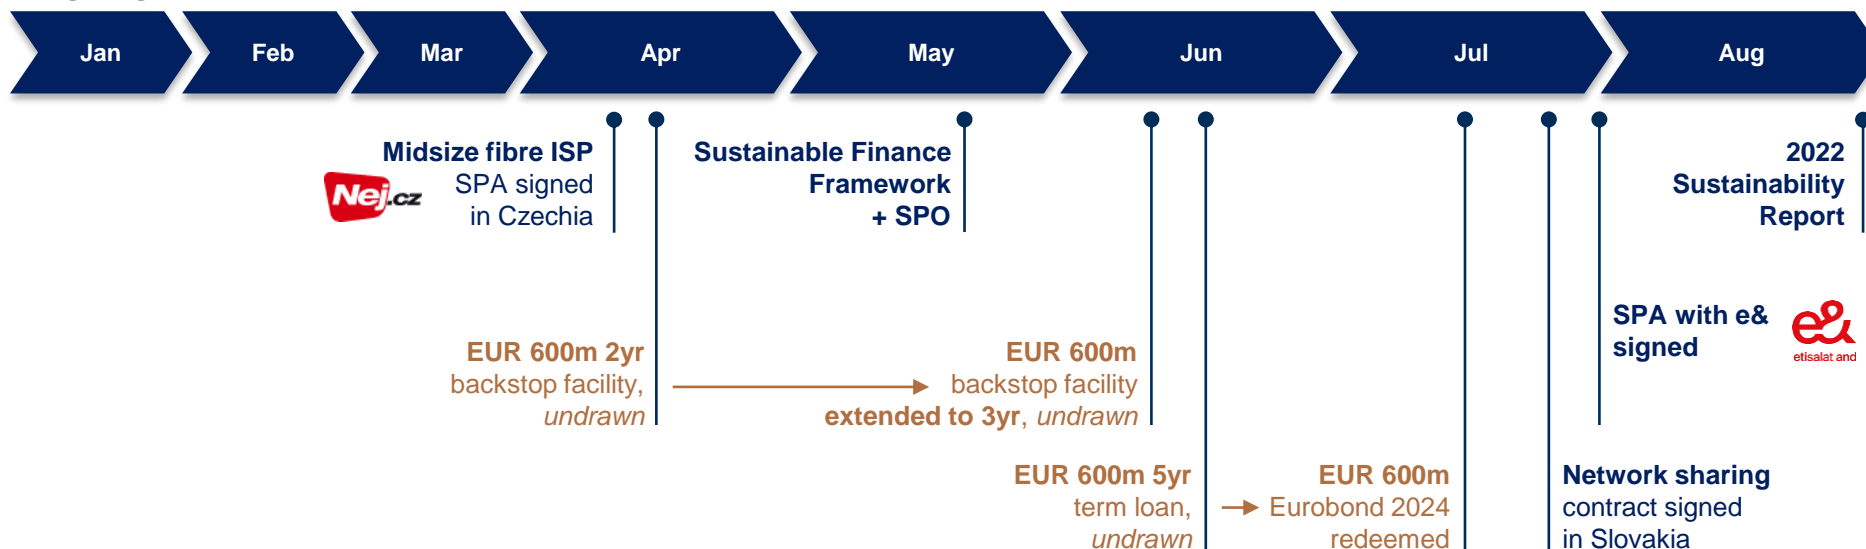 Jan
Feb
Mar
Apr
May
Jun
Jul
Aug
Midsize fibre ISP
SPA signed
in Czechia
Nej.cz
Sustainable Finance
Framework
+ SPO
2022
Sustainability
Report
SPA with e&
signed
e&
etisalat and
EUR 600m 2yr
backstop facility,
undrawn
EUR 600m
backstop facility
extended to 3yr, undrawn
EUR 600m 5yr
term loan,
undrawn
EUR 600m
Eurobond 2024
redeemed
Network sharing
contract signed
in Slovakia